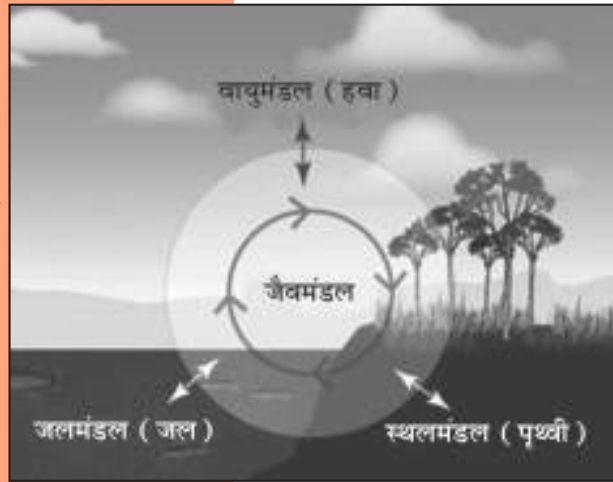 वायुमंडल ( हवा )
जैवमंडल
जलमंडल ( जल )
स्थलमंडल ( पृथ्वी )